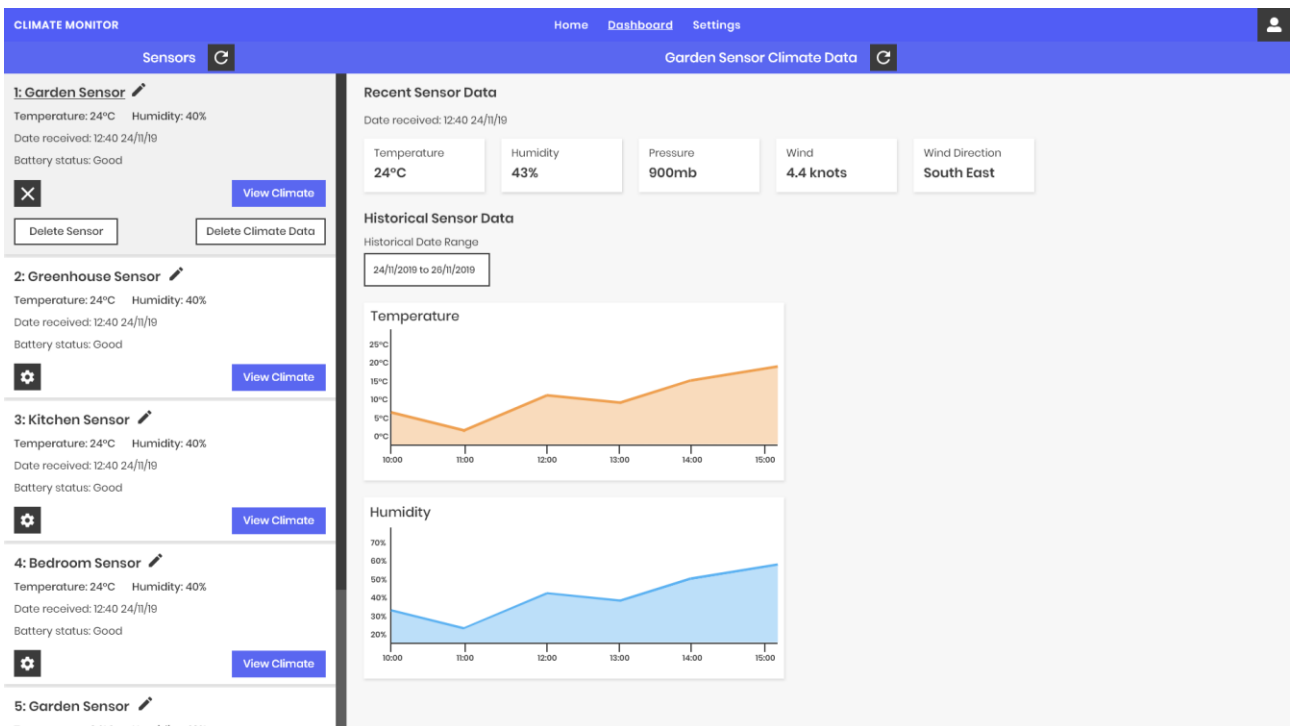 CLIMATE MONITOR
Home Dashboard Settings
Sensors
Garden Sensor Climate Data
1: Garden Sensor
Temperature: 24°C Humidity: 40%
Date received: 12:40 24/11/19
Battery status: Good
View Climate
Delete Sensor Delete Climate Data
2: Greenhouse Sensor
Temperature: 24°C Humidity: 40%
Date received: 12:40 24/11/19
Battery status: Good
View Climate
3: Kitchen Sensor
Temperature: 24°C Humidity: 40%
Date received: 12:40 24/11/19
Battery status: Good
View Climate
4: Bedroom Sensor
Temperature: 24°C Humidity: 40%
Date received: 12:40 24/11/19
Battery status: Good
View Climate
5: Garden Sensor
Recent Sensor Data
Date received: 12:40 24/11/19
Temperature Humidity Pressure Wind Wind Direction
24°C 43% 900mb 4.4 knots South East
Historical Sensor Data
Historical Date Range
24/11/2019 to 26/11/2019
Temperature
25°C
20°C
15°C
10°C
5°C
0°C
10:00 11:00 12:00 13:00 14:00 15:00
Humidity
70%
60%
50%
40%
30%
20%
10:00 11:00 12:00 13:00 14:00 15:00